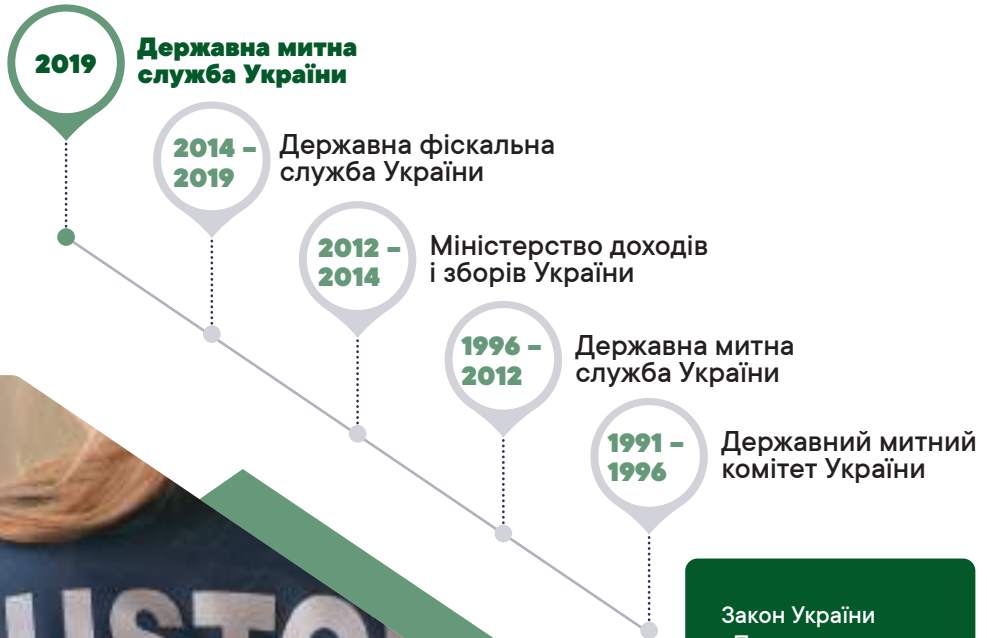 2019
Державна митна
служба України
2014 –
2019
Державна фіскальна
служба України
2012 –
2014
Міністерство доходів
і зборів України
1996 –
2012
Державна митна
служба України
1991 –
1996
Державний митний
комітет України
Закон України